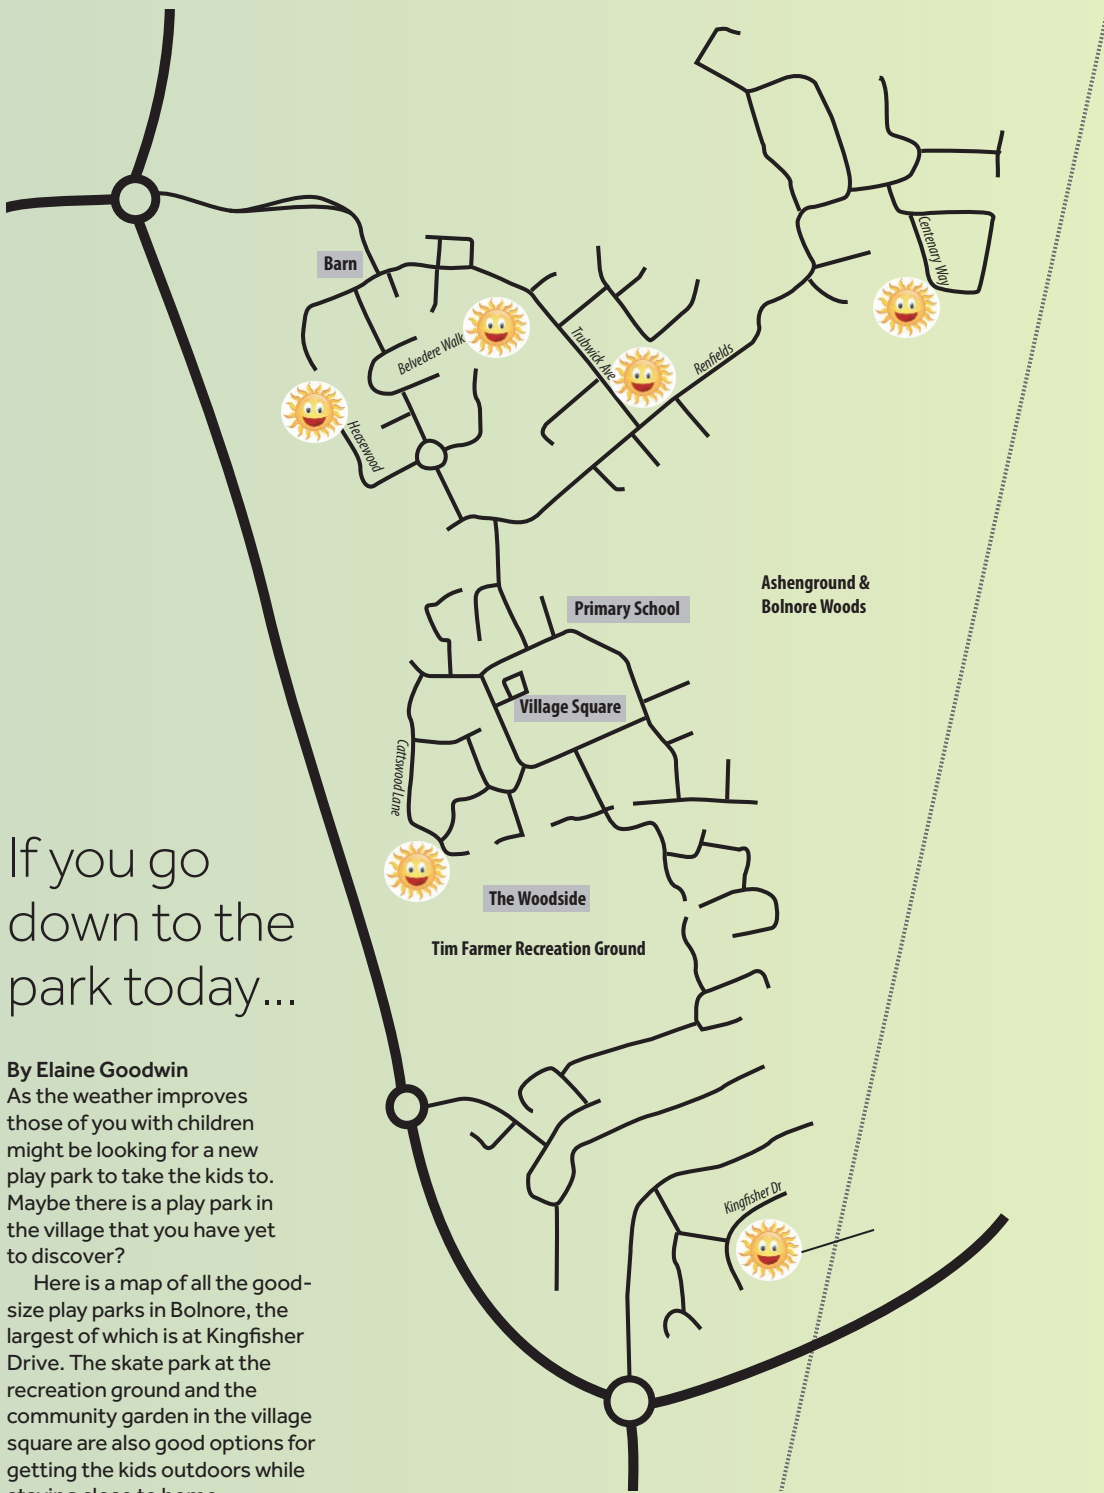 Barn
Belvedere Walk
Trubwick Ave
Renfields
Centenary Way
Heasewood
Ashenground &
Bolnore Woods
Primary School
Village Square
Cattswood Lane
The Woodside
Tim Farmer Recreation Ground
Kingfisher Dr
If you go
down to the
park today...
By Elaine Goodwin
As the weather improves
those of you with children
might be looking for a new
play park to take the kids to.
Maybe there is a play park in
the village that you have yet
to discover?
Here is a map of all the good-
size play parks in Bolnore, the
largest of which is at Kingfisher
Drive. The skate park at the
recreation ground and the
community garden in the village
square are also good options for
getting the kids outdoors while